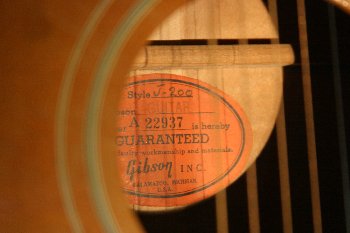 Style J-200
GUITAR
A 22937 is hereby
GUARANTEED
workmanship and materials.
Gibson INC.
KALAMAZOO, MICHIGAN
U.S.A.